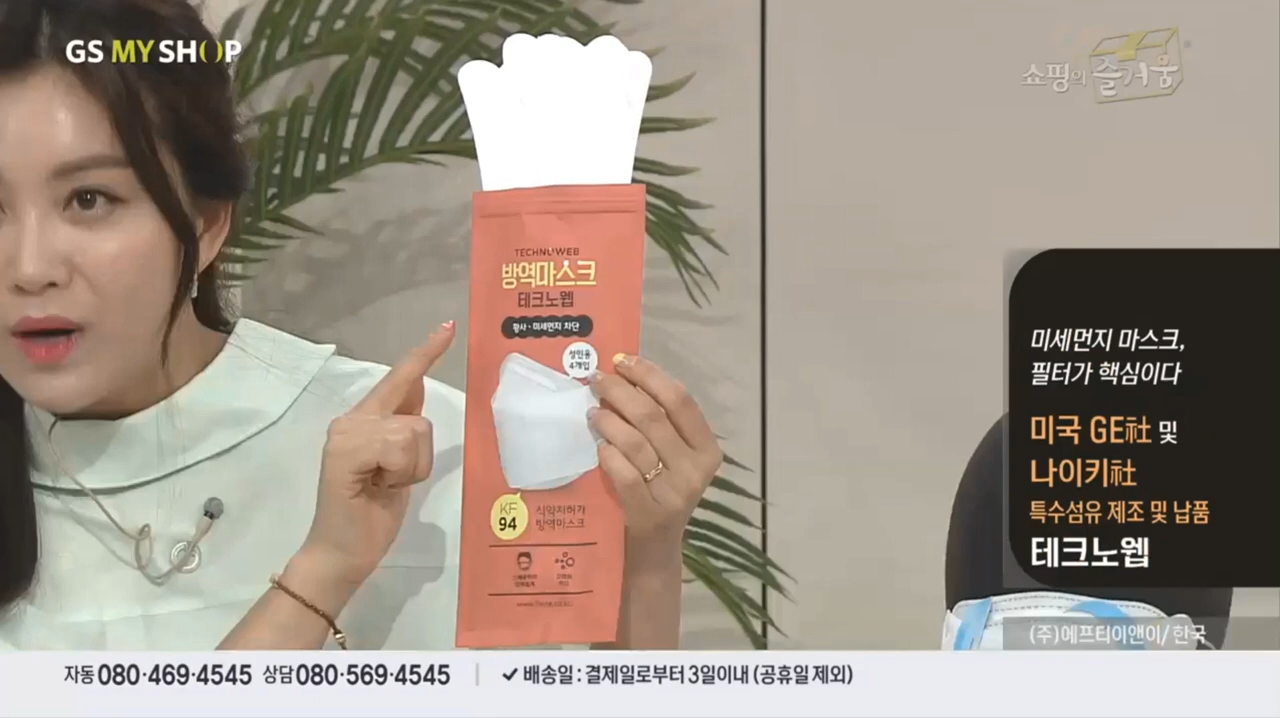 GS MY SHOP
쇼핑의 즐거움
TECHNOWEB
방역마스크
테크노웹
황사·미세먼지 차단
성인용
4개입
KF
94
식약처허가
방역마스크
미세먼지 마스크,
필터가 핵심이다
미국 GE社 및
나이키社
특수섬유 제조 및 납품
테크노웹
(주)에프티이앤이/한국
자동 080·469·4545 상담 080·569·4545
배송일 : 결제일로부터 3일이내 (공휴일 제외)